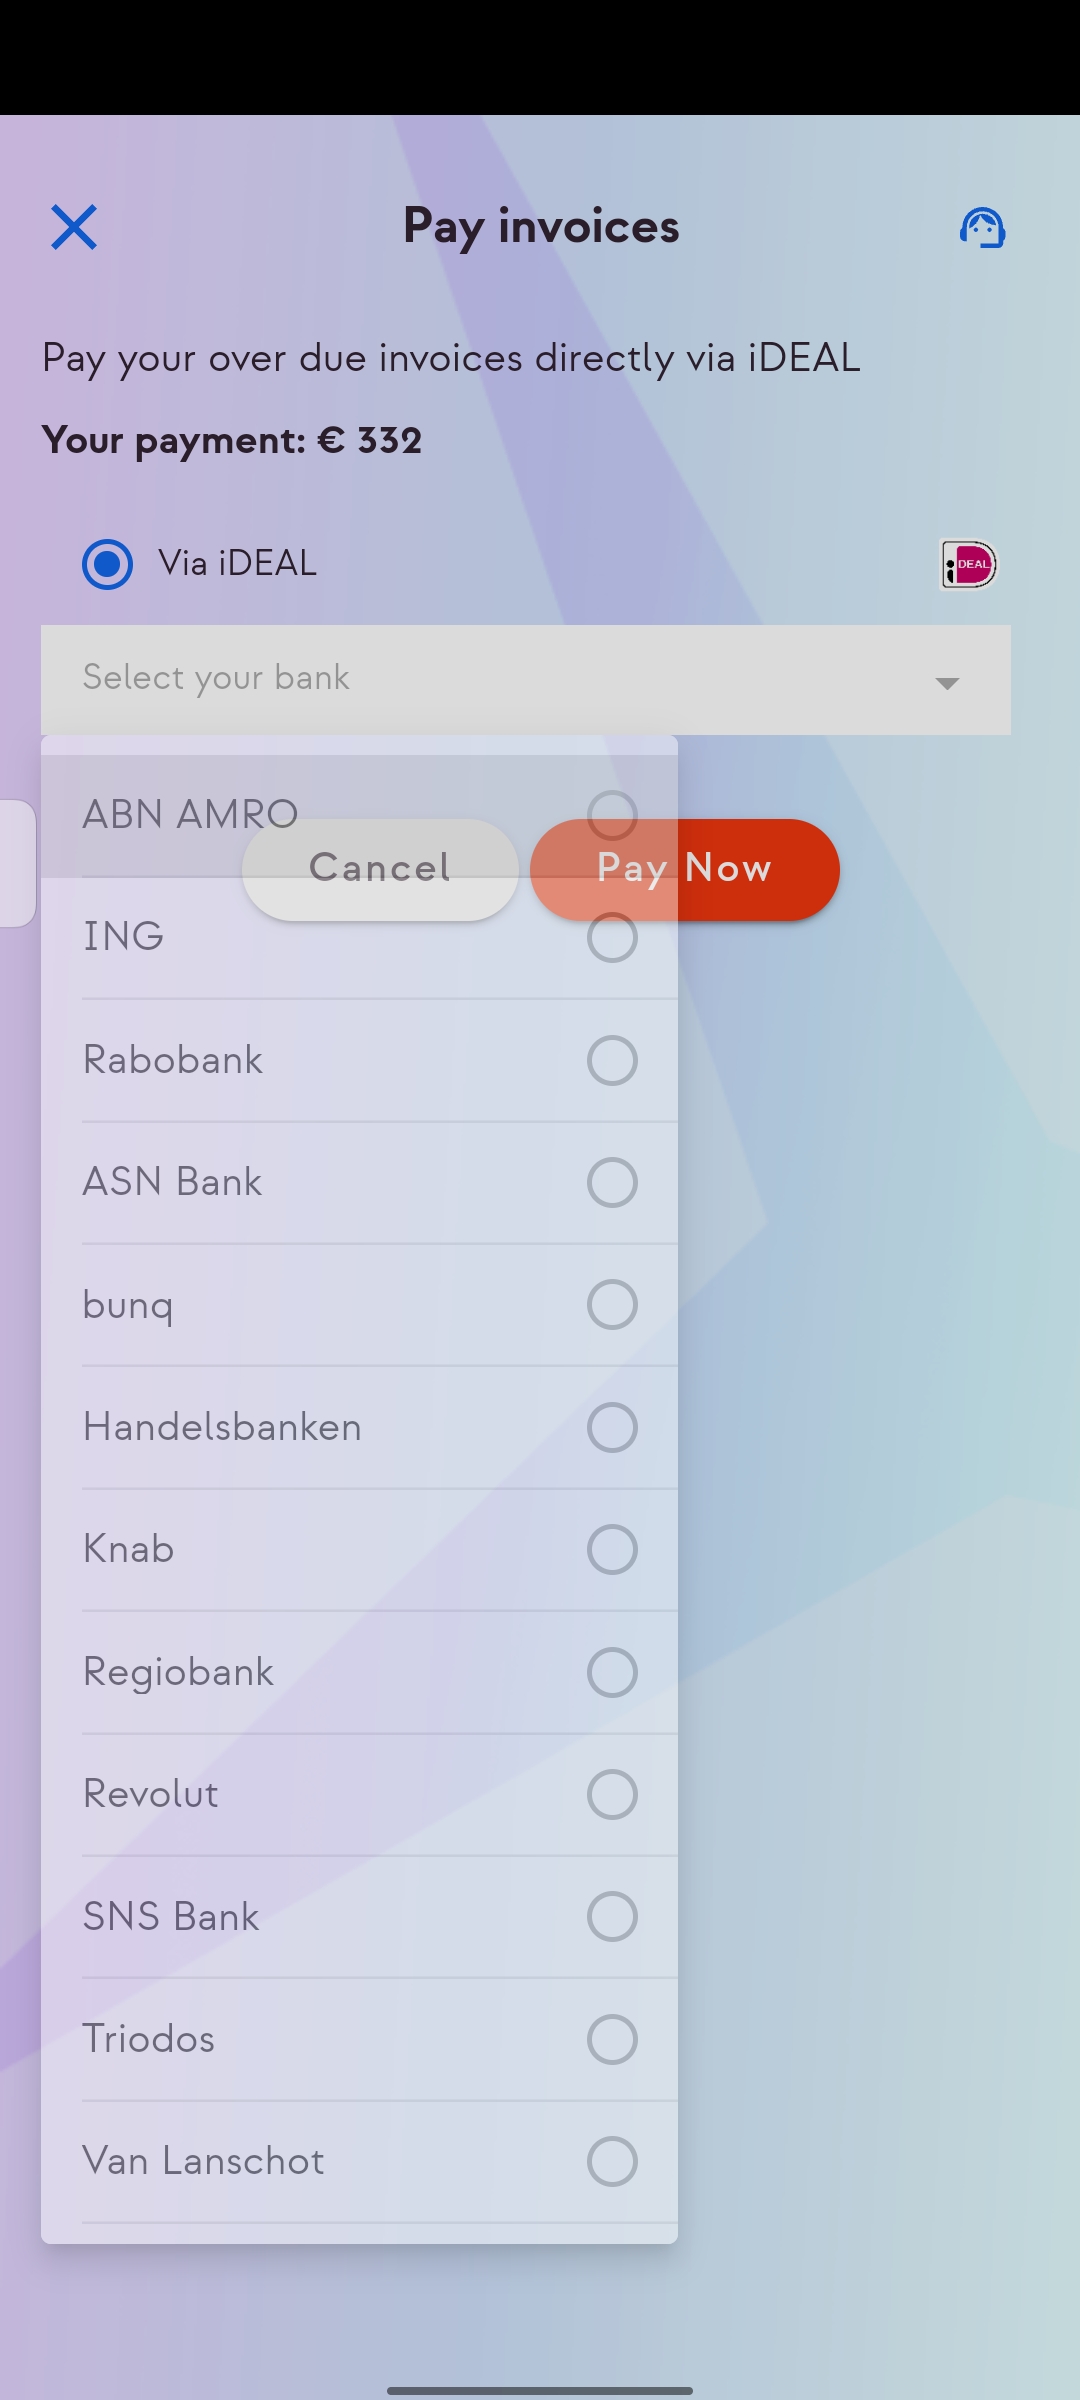 Pay invoices
Pay your over due invoices directly via iDEAL
Your payment: € 332
Via iDEAL
iDEAL
Select your bank
ABN AMRO
Cancel
Pay Now
ING
Rabobank
ASN Bank
bunq
Handelsbanken
Knab
Regiobank
Revolut
SNS Bank
Triodos
Van Lanschot